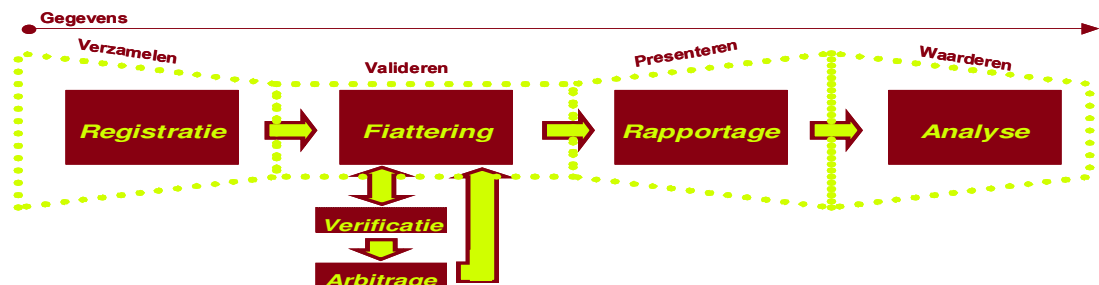 Gegevens
Verzamelen
Valideren
Presenteren
Waarderen
Registratie
Fiattering
Rapportage
Analyse
Verificatie
Arbitrage